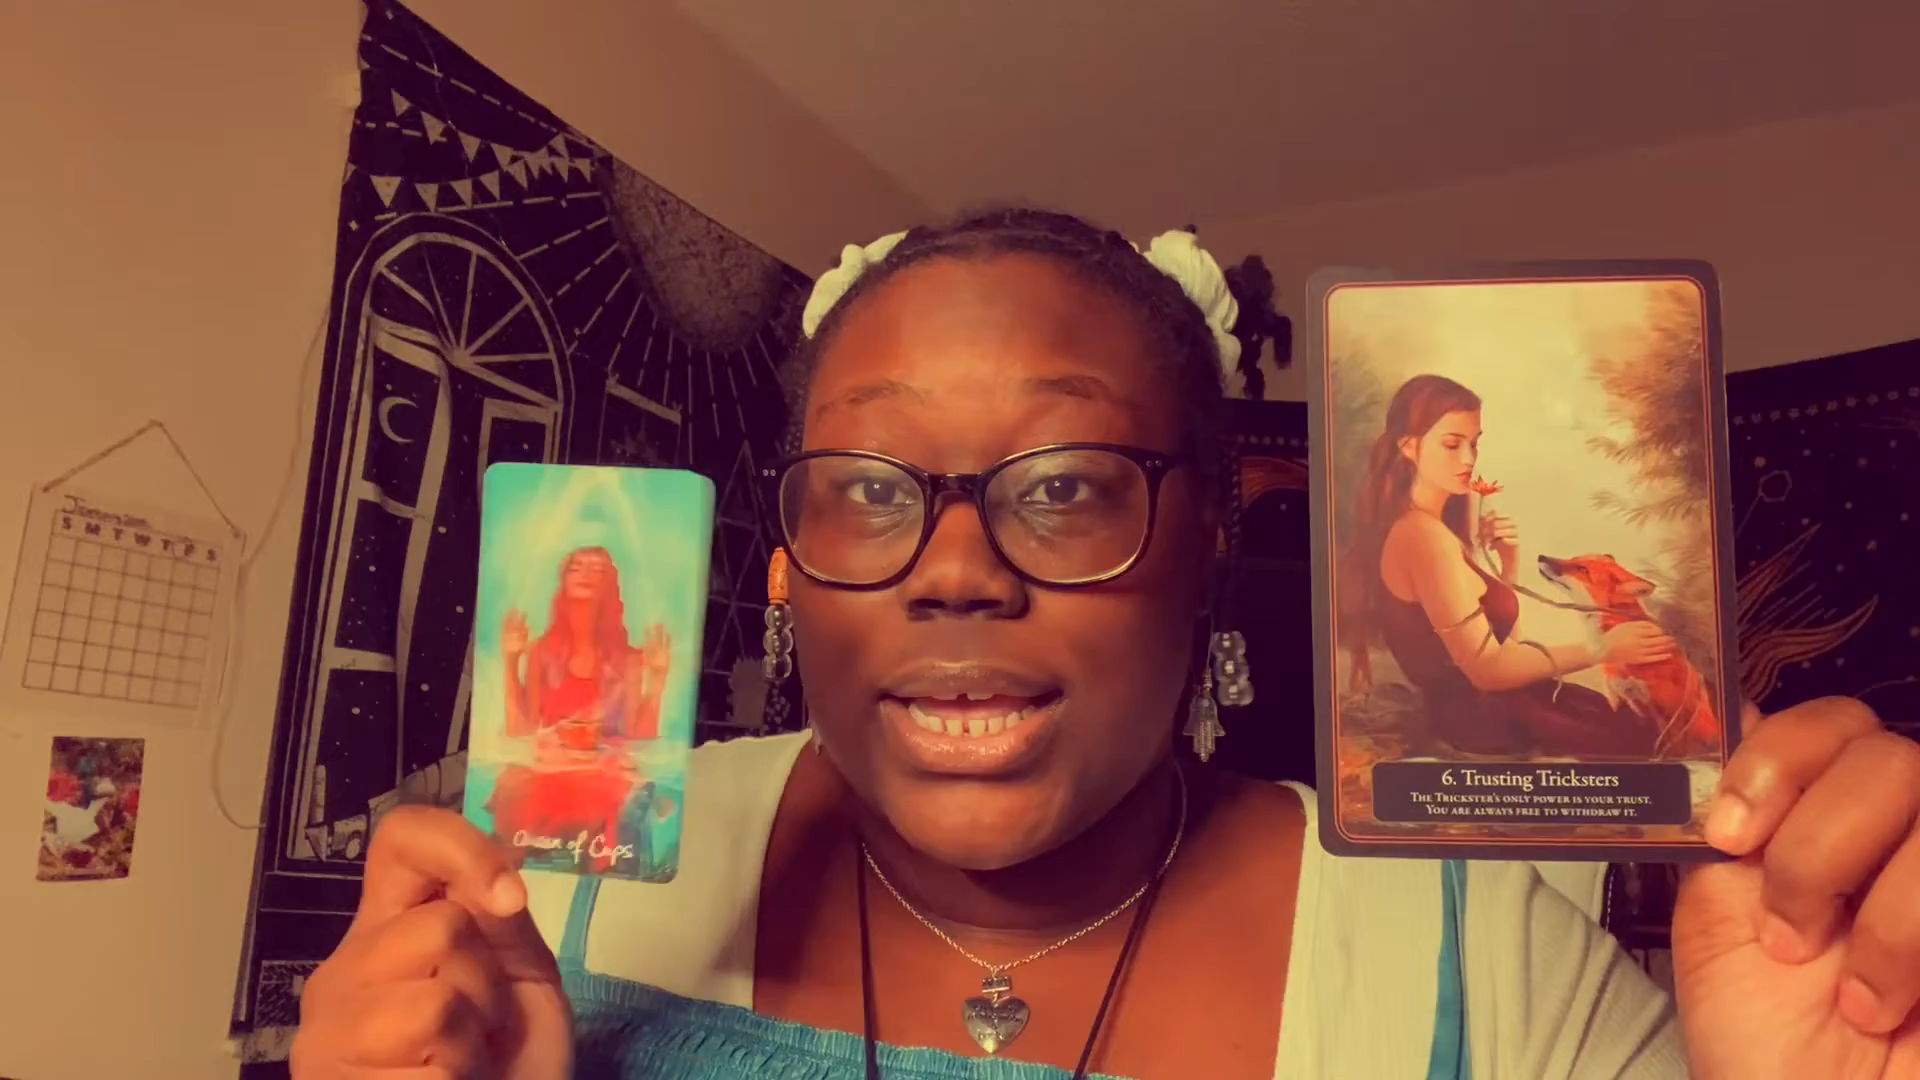 S M T W T F S
Queen of Cups
6. Trusting Tricksters
The Trickster's only power is your trust.
You are always free to withdraw it.